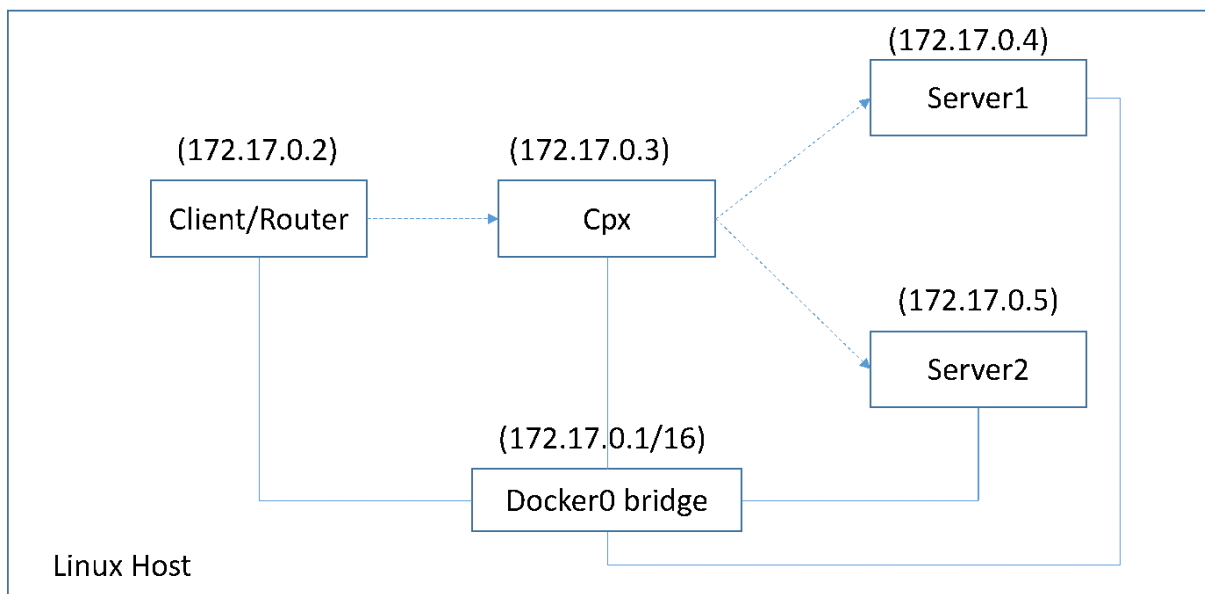 (172.17.0.4)
Server1
(172.17.0.2)
(172.17.0.3)
Client/Router
Cpx
(172.17.0.5)
Server2
(172.17.0.1/16)
Docker0 bridge
Linux Host